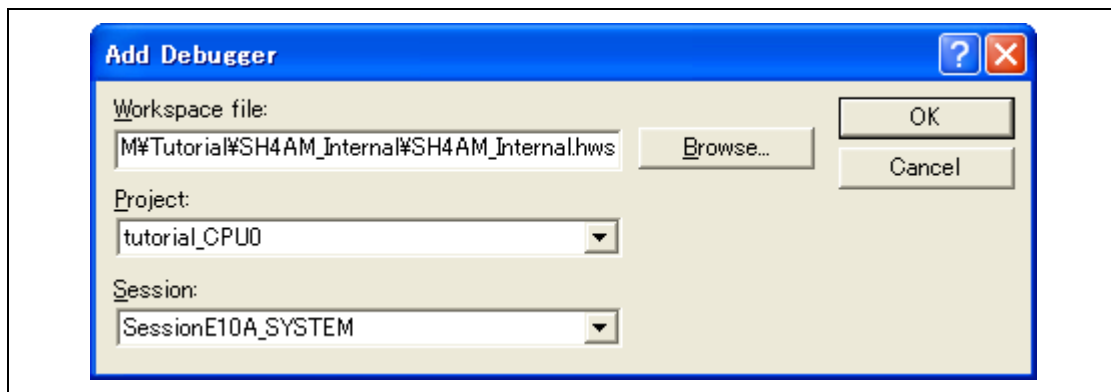 Add Debugger
Workspace file:
M¥Tutorial¥SH4AM_Internal¥SH4AM_Internal.hws
Browse...
OK
Cancel
Project:
tutorial_CPU0
Session:
SessionE10A_SYSTEM